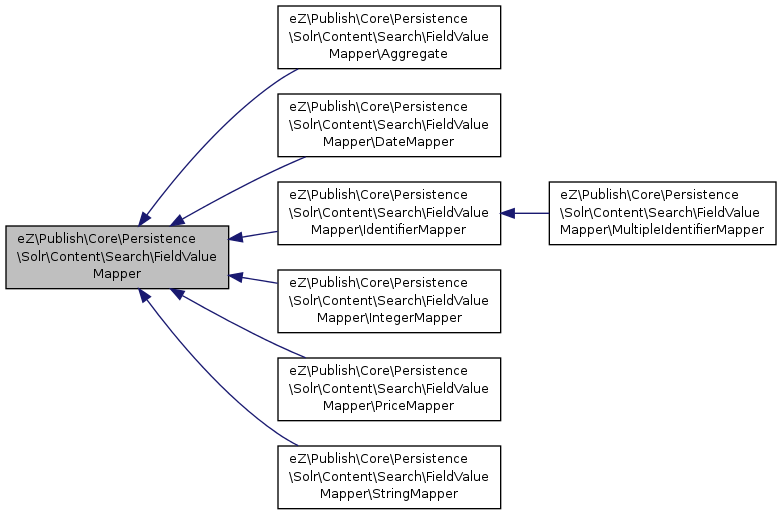 eZ\Publish\Core\Persistence
\Solr\Content\Search\FieldValue
Mapper\Aggregate
eZ\Publish\Core\Persistence
\Solr\Content\Search\FieldValue
Mapper\DateMapper
eZ\Publish\Core\Persistence
\Solr\Content\Search\FieldValue
Mapper\IdentifierMapper
eZ\Publish\Core\Persistence
\Solr\Content\Search\FieldValue
Mapper\MultipleIdentifierMapper
eZ\Publish\Core\Persistence
\Solr\Content\Search\FieldValue
Mapper
eZ\Publish\Core\Persistence
\Solr\Content\Search\FieldValue
Mapper\IntegerMapper
eZ\Publish\Core\Persistence
\Solr\Content\Search\FieldValue
Mapper\PriceMapper
eZ\Publish\Core\Persistence
\Solr\Content\Search\FieldValue
Mapper\StringMapper